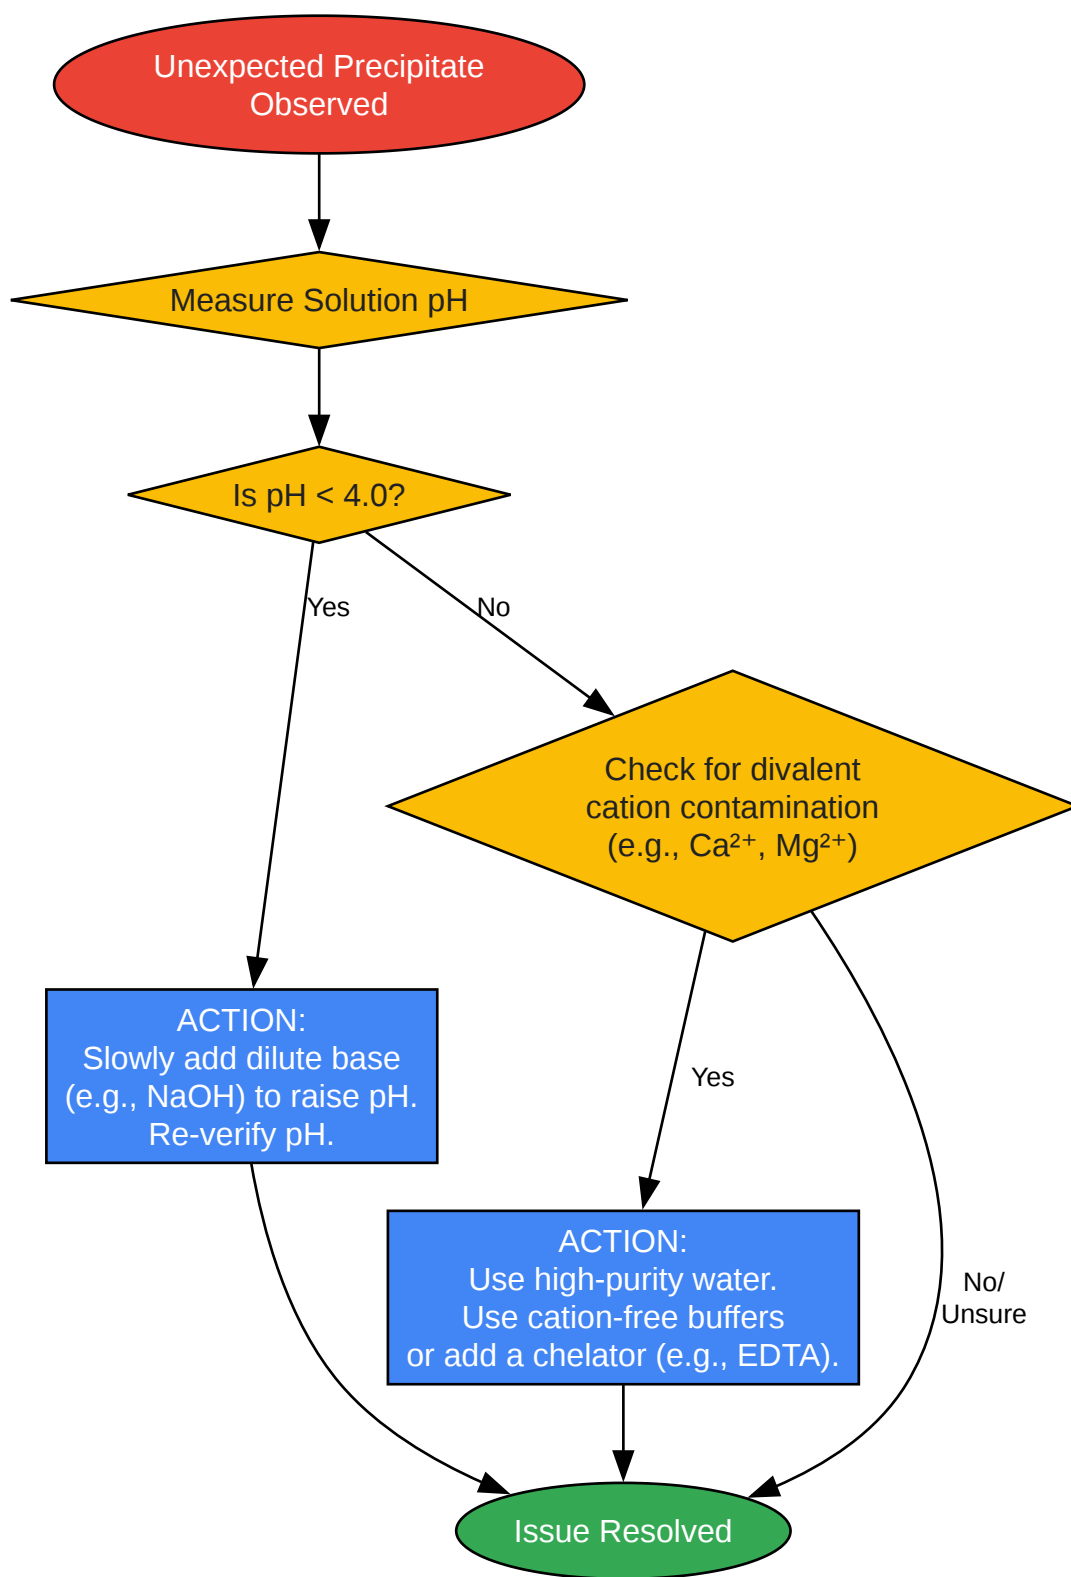 Unexpected Precipitate
Observed
Measure Solution pH
Is pH < 4.0?
Yes
No
Check for divalent
cation contamination
(e.g., Ca²⁺, Mg²⁺)
ACTION:
Slowly add dilute base
(e.g., NaOH) to raise pH.
Re-verify pH.
Yes
ACTION:
Use high-purity water.
Use cation-free buffers
or add a chelator (e.g., EDTA).
No/
Unsure
Issue Resolved